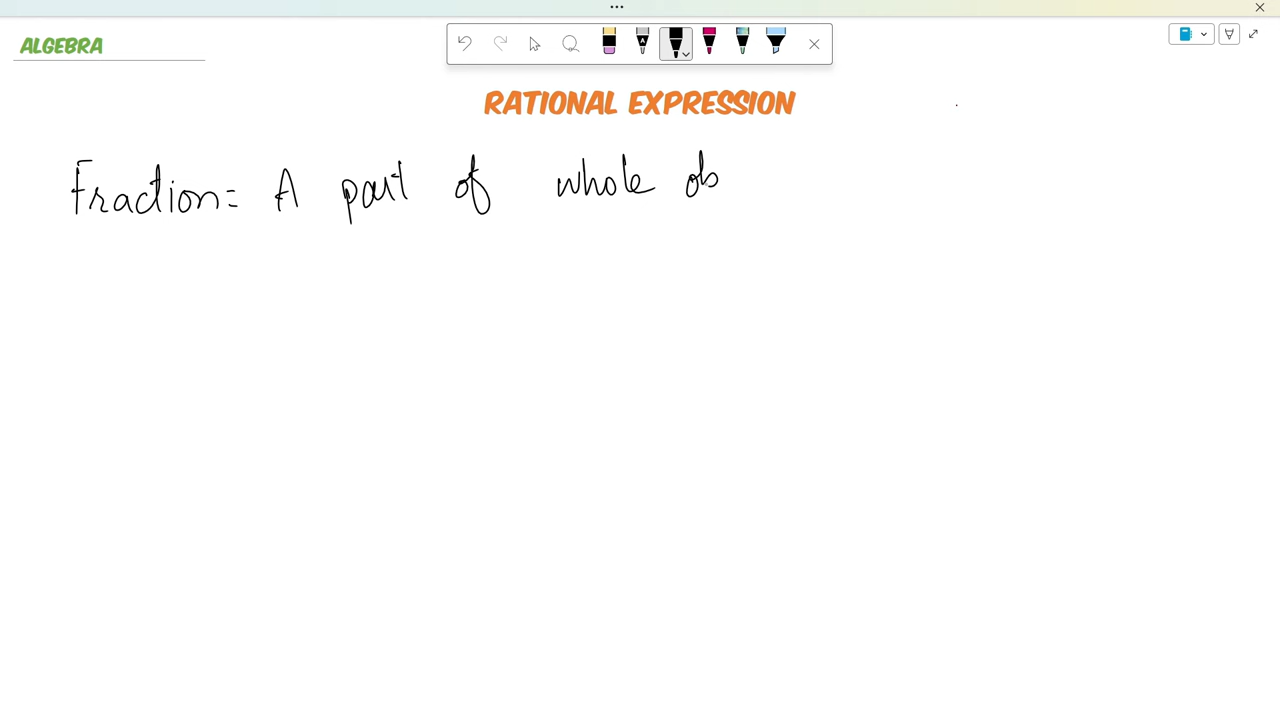 ALGEBRA
RATIONAL EXPRESSION
Fraction= A part of whole ob